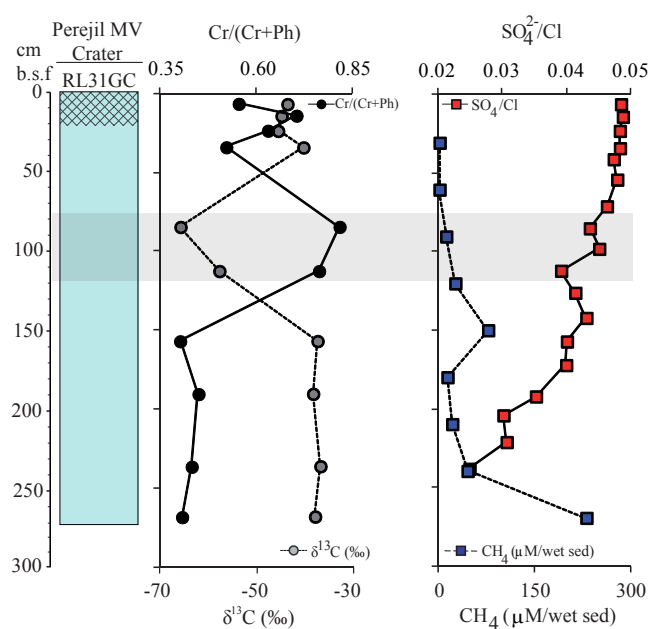 Perejil MV
Crater
RL31GC
cm
b.s.f
Cr/(Cr+Ph)
0.35 0.60 0.85
SO₄²⁻/Cl
0.02 0.03 0.04 0.05
0
50
100
150
200
250
300
Cr/(Cr+Ph)
SO₄/Cl
δ¹³C (‰)
CH₄ (μM/wet sed)
-70 -50 -30
δ¹³C (‰)
0 150 300
CH₄ (μM/wet sed)